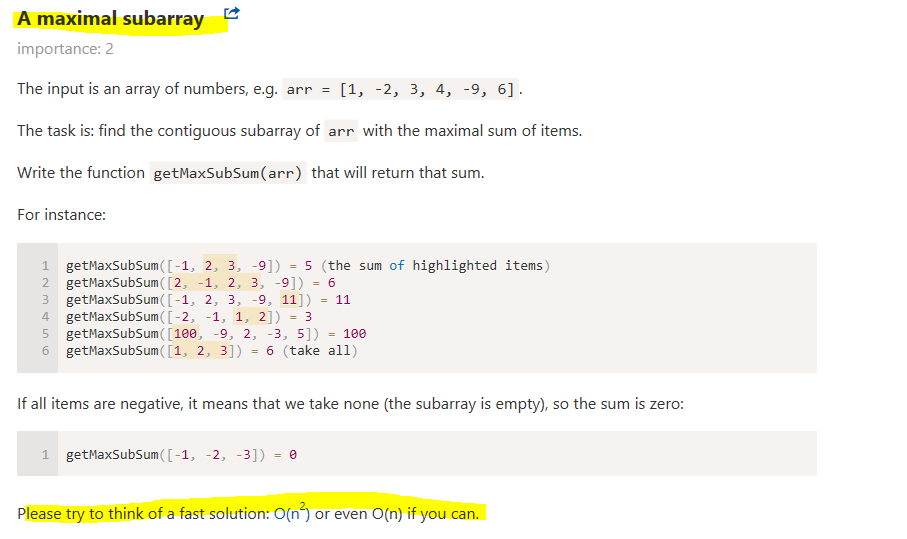 A maximal subarray
importance: 2
The input is an array of numbers, e.g. arr = [1, -2, 3, 4, -9, 6].
The task is: find the contiguous subarray of arr with the maximal sum of items.
Write the function getMaxSubSum(arr) that will return that sum.
For instance:
1 getMaxSubSum([-1, 2, 3, -9]) = 5 (the sum of highlighted items)
2 getMaxSubSum([2, -1, 2, 3, -9]) = 6
3 getMaxSubSum([-1, 2, 3, -9, 11]) = 11
4 getMaxSubSum([-2, -1, 1, 2]) = 3
5 getMaxSubSum([100, -9, 2, -3, 5]) = 100
6 getMaxSubSum([1, 2, 3]) = 6 (take all)
If all items are negative, it means that we take none (the subarray is empty), so the sum is zero:
1 getMaxSubSum([-1, -2, -3]) = 0
Please try to think of a fast solution: O(n²) or even O(n) if you can.